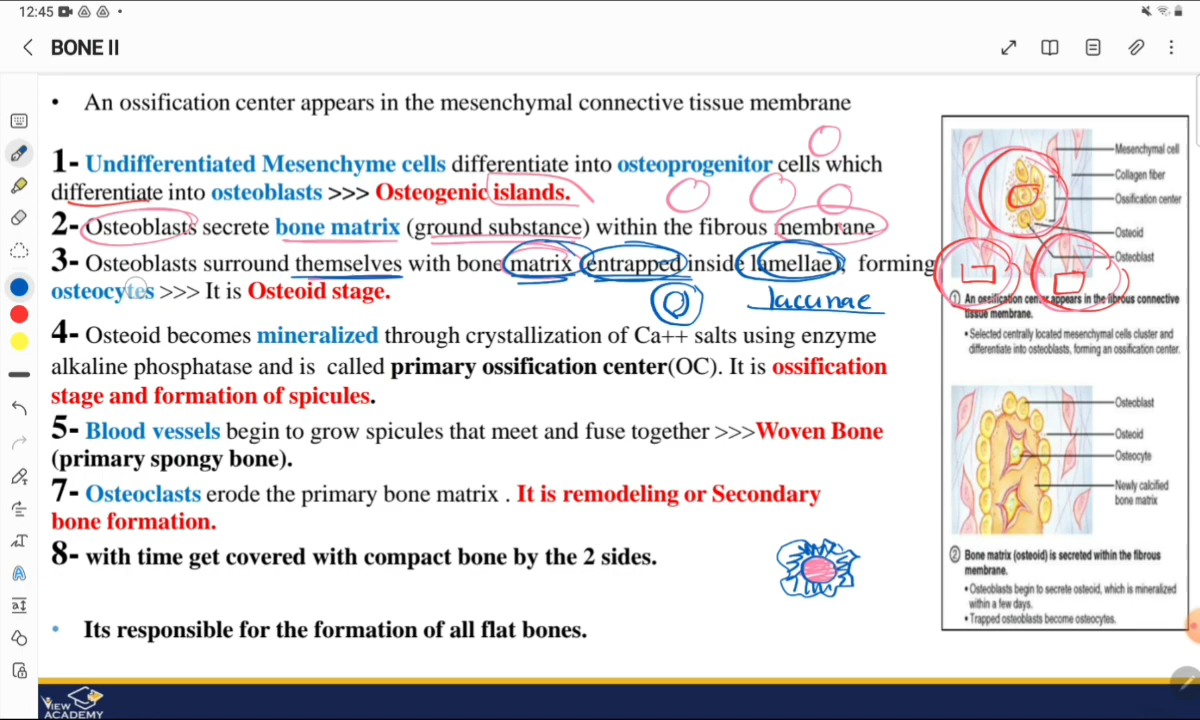 12:45
BONE II
• An ossification center appears in the mesenchymal connective tissue membrane
1- Undifferentiated Mesenchyme cells differentiate into osteoprogenitor cells which
differentiate into osteoblasts >>> Osteogenic islands.
2- Osteoblasts secrete bone matrix (ground substance) within the fibrous membrane
3- Osteoblasts surround themselves with bone matrix (entrapped inside lamellae), forming
osteocytes >>> It is Osteoid stage.
lacunae
4- Osteoid becomes mineralized through crystallization of Ca++ salts using enzyme
alkaline phosphatase and is called primary ossification center(OC). It is ossification
stage and formation of spicules.
5- Blood vessels begin to grow spicules that meet and fuse together >>>Woven Bone
(primary spongy bone).
7- Osteoclasts erode the primary bone matrix . It is remodeling or Secondary
bone formation.
8- with time get covered with compact bone by the 2 sides.
• Its responsible for the formation of all flat bones.
Mesenchymal cell
Collagen fiber
Ossification center
Osteoid
Osteoblast
1 An ossification center appears in the fibrous connective
tissue membrane.
• Selected centrally located mesenchymal cells cluster and
differentiate into osteoblasts, forming an ossification center.
Osteoblast
Osteoid
Osteocyte
Newly calcified
bone matrix
2 Bone matrix (osteoid) is secreted within the fibrous
membrane.
• Osteoblasts begin to secrete osteoid, which is mineralized
within a few days.
• Trapped osteoblasts become osteocytes.
VIEW
ACADEMY